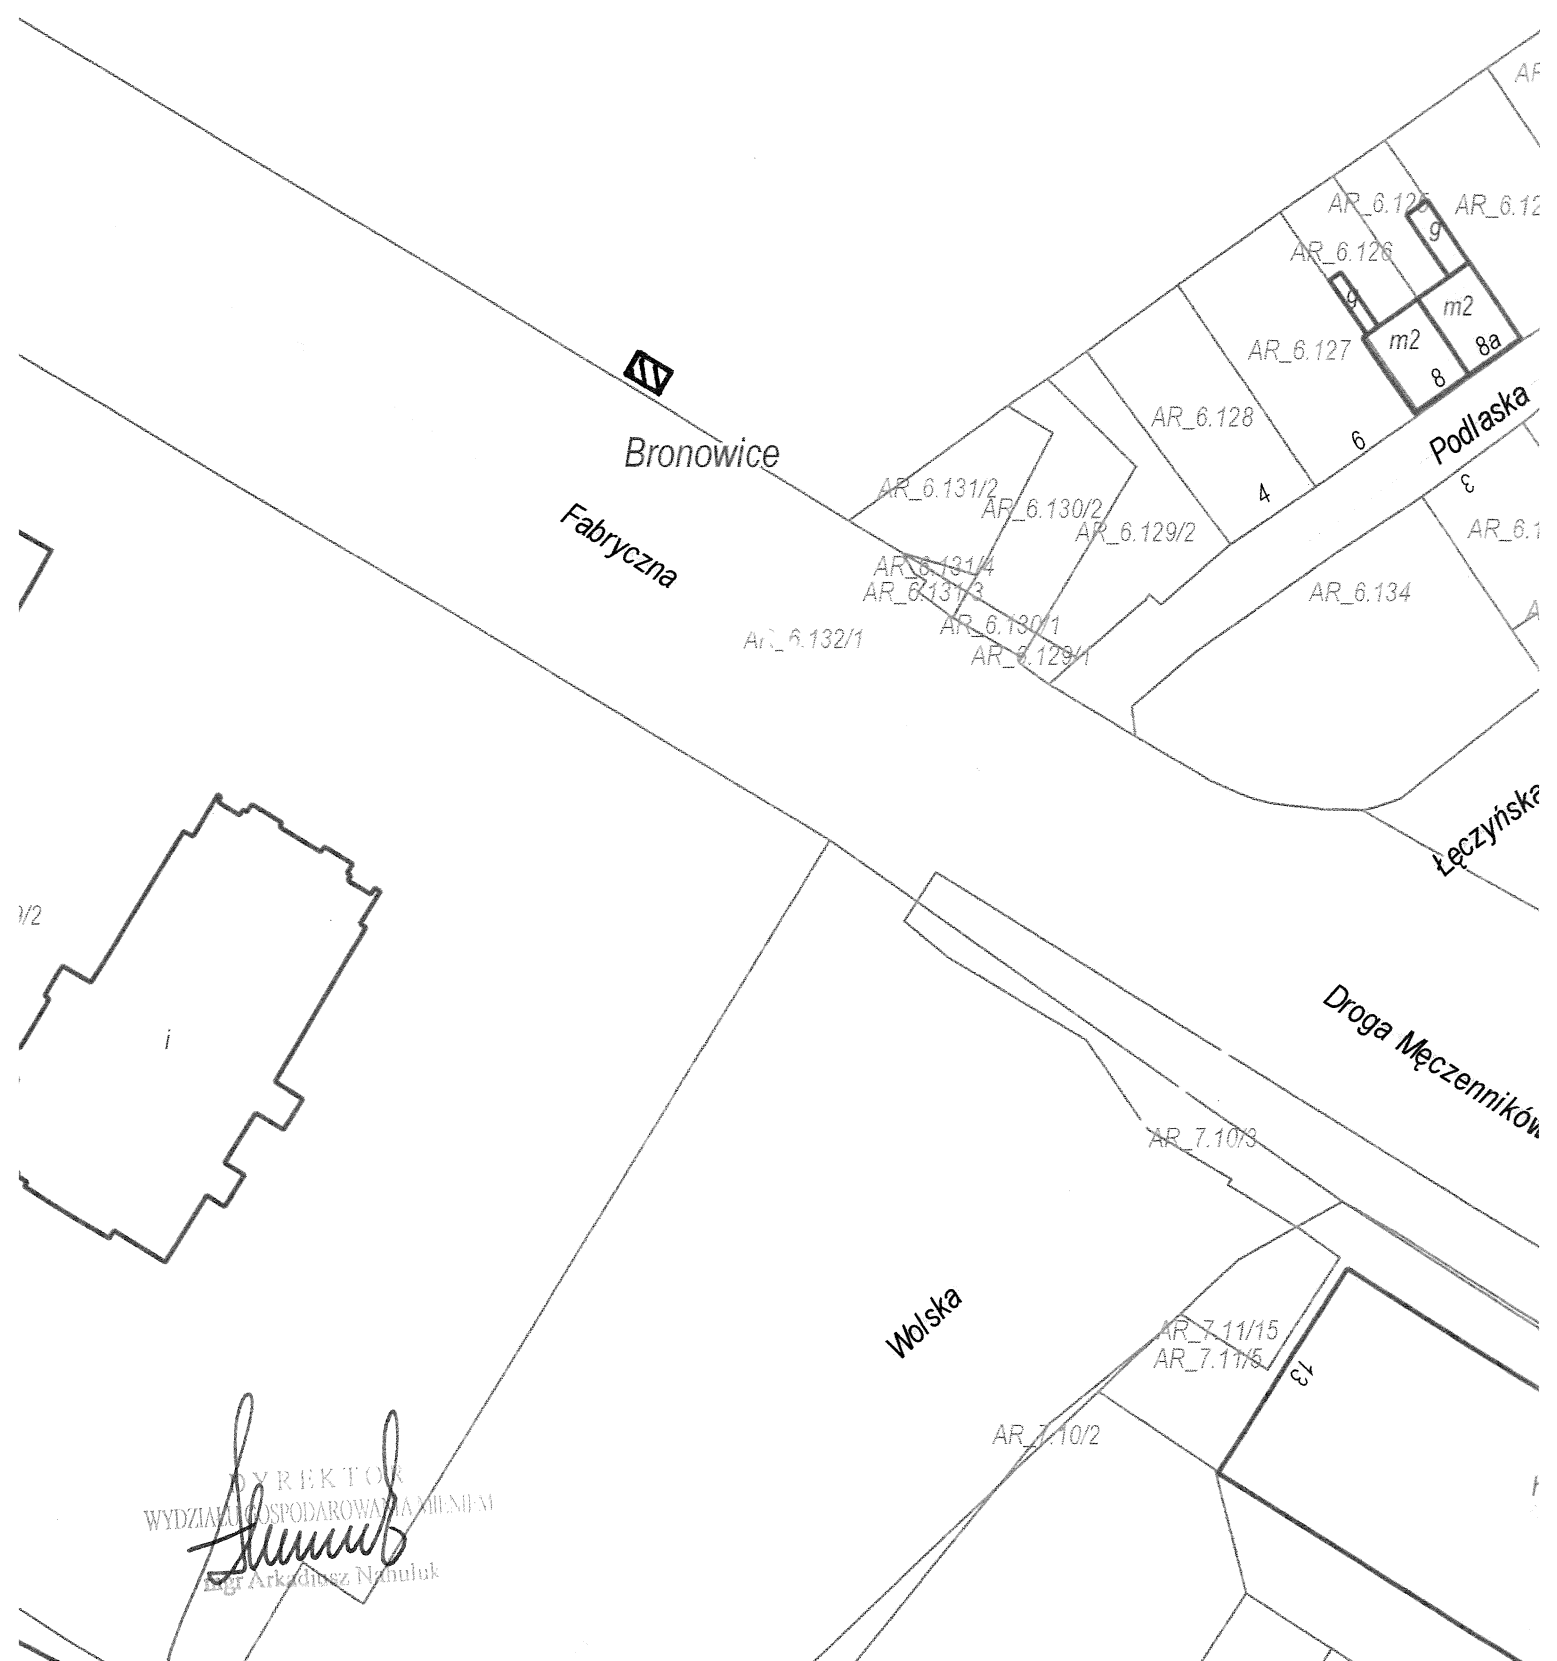 AR_6.125
g
AR_6.126
g
m2
m2
AR_6.127
8a
8
Podlaska
AR_6.128
6
Bronowice
3
AR_6.131/2
4
AR_6.130/2
AR_6.129/2
Fabryczna
AR_6.131/4
AR_6.131/3
AR_6.134
AR_6.130/1
AR_6.132/1
AR_6.129/1
Łęczyńska
/2
i
Droga Męczenników
AR_7.10/3
Wolska
AR_7.11/15
AR_7.11/5
13
AR_7.10/2
DYREKTOR
WYDZIAŁU GOSPODAROWANIA MIENIEM
mgr Arkadiusz Nahuluk